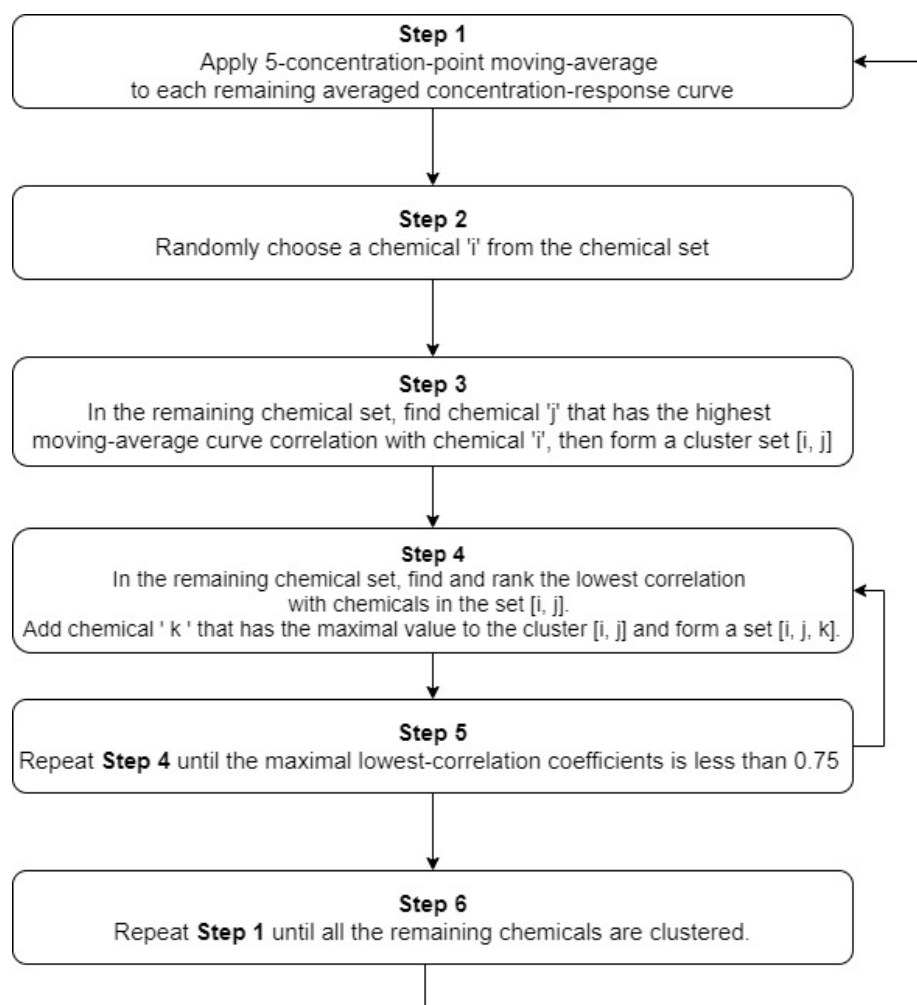 Step 1
Apply 5-concentration-point moving-average
to each remaining averaged concentration-response curve
Step 2
Randomly choose a chemical 'i' from the chemical set
Step 3
In the remaining chemical set, find chemical 'j' that has the highest
moving-average curve correlation with chemical 'i', then form a cluster set [i, j]
Step 4
In the remaining chemical set, find and rank the lowest correlation
with chemicals in the set [i, j].
Add chemical ' k ' that has the maximal value to the cluster [i, j] and form a set [i, j, k].
Step 5
Repeat Step 4 until the maximal lowest-correlation coefficients is less than 0.75
Step 6
Repeat Step 1 until all the remaining chemicals are clustered.